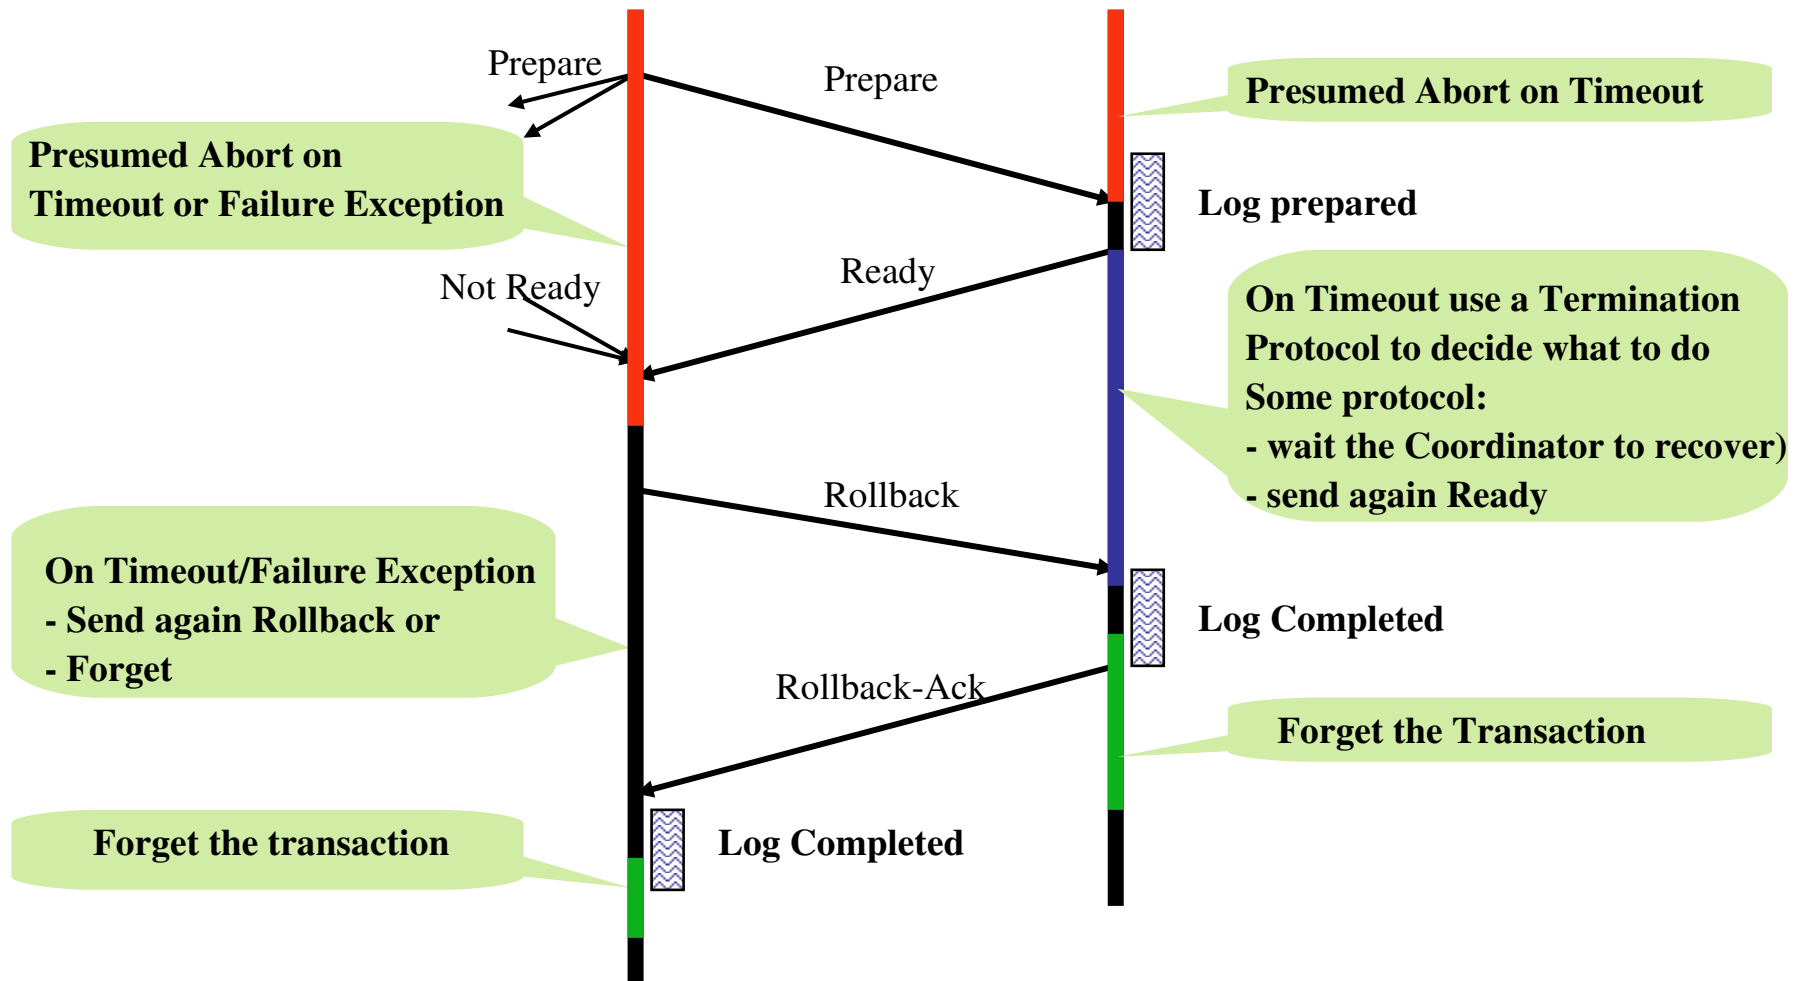 Prepare
Prepare
Presumed Abort on Timeout
Presumed Abort on
Timeout or Failure Exception
Log prepared
Not Ready
Ready
On Timeout use a Termination
Protocol to decide what to do
Some protocol:
- wait the Coordinator to recover)
- send again Ready
Rollback
On Timeout/Failure Exception
- Send again Rollback or
- Forget
Log Completed
Rollback-Ack
Forget the Transaction
Forget the transaction
Log Completed